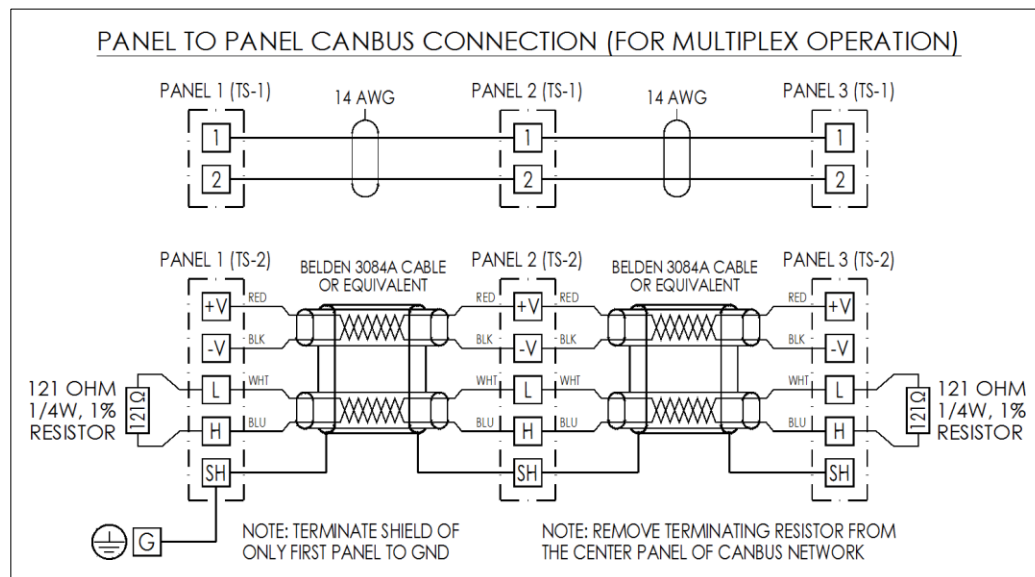 PANEL TO PANEL CANBUS CONNECTION (FOR MULTIPLEX OPERATION)
PANEL 1 (TS-1)
14 AWG
PANEL 2 (TS-1)
14 AWG
PANEL 3 (TS-1)
1
1
1
2
2
2
PANEL 1 (TS-2)
BELDEN 3084A CABLE
OR EQUIVALENT
PANEL 2 (TS-2)
BELDEN 3084A CABLE
OR EQUIVALENT
PANEL 3 (TS-2)
+V
RED
RED
+V
RED
RED
+V
-V
BLK
BLK
-V
BLK
BLK
-V
121 OHM
1/4W, 1%
RESISTOR
121Ω
L
WHT
WHT
L
WHT
WHT
L
H
BLU
BLU
H
BLU
BLU
H
121Ω
121 OHM
1/4W, 1%
RESISTOR
SH
SH
SH
G
NOTE: TERMINATE SHIELD OF
ONLY FIRST PANEL TO GND
NOTE: REMOVE TERMINATING RESISTOR FROM
THE CENTER PANEL OF CANBUS NETWORK